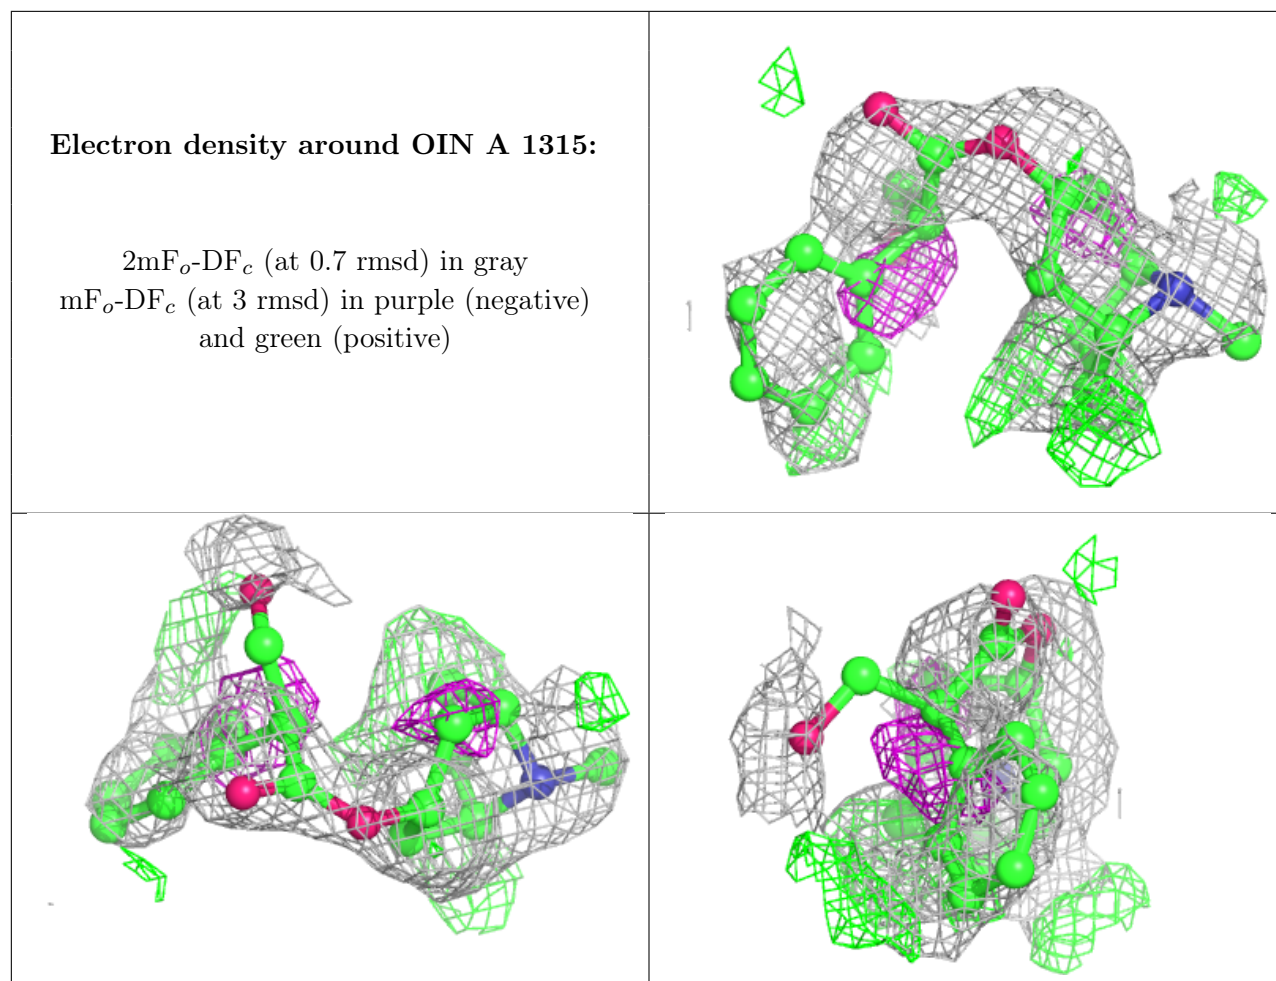 Electron density around OIN A 1315:
2mFo-DFc (at 0.7 rmsd) in gray
mFo-DFc (at 3 rmsd) in purple (negative)
and green (positive)